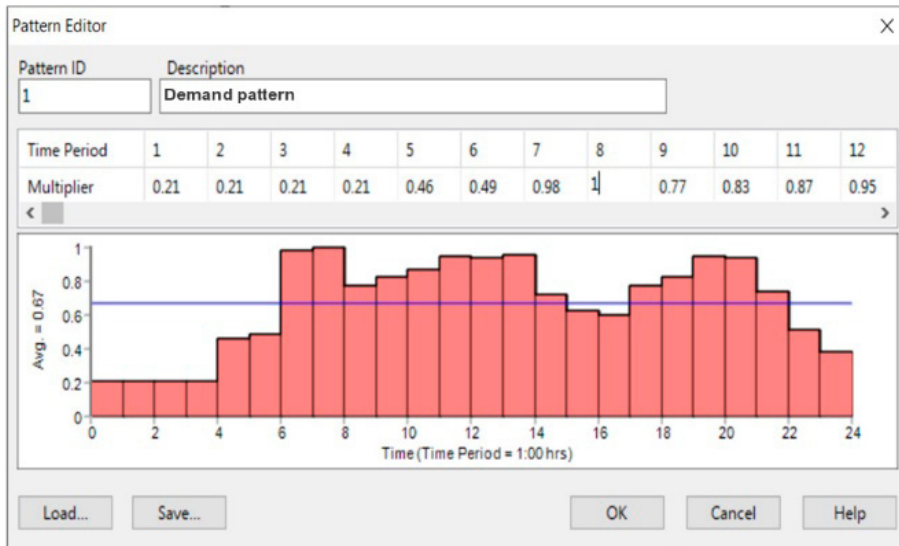 Pattern Editor
Pattern ID Description
1 Demand pattern
Time Period 1 2 3 4 5 6 7 8 9 10 11 12
Multiplier 0.21 0.21 0.21 0.21 0.46 0.49 0.98 1 0.77 0.83 0.87 0.95
1
0.8
0.6
0.4
0.2
0
Avg. = 0.67
0 2 4 6 8 10 12 14 16 18 20 22 24
Time (Time Period = 1:00 hrs)
Load... Save... OK Cancel Help